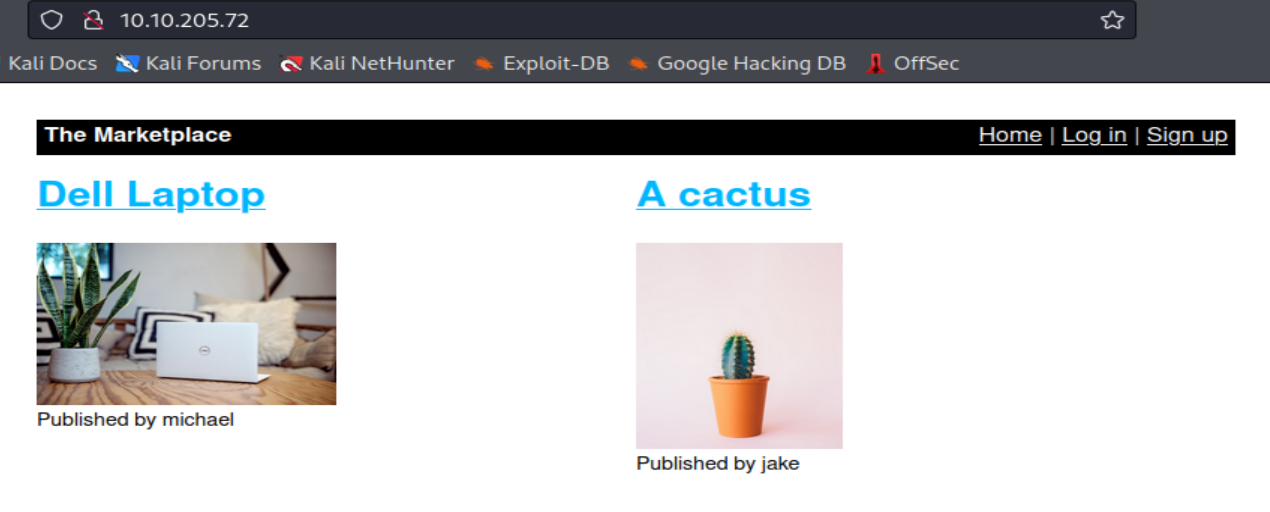 10.10.205.72
Kali Docs Kali Forums Kali NetHunter Exploit-DB Google Hacking DB OffSec
The Marketplace Home | Log in | Sign up
Dell Laptop A cactus
Published by michael
Published by jake